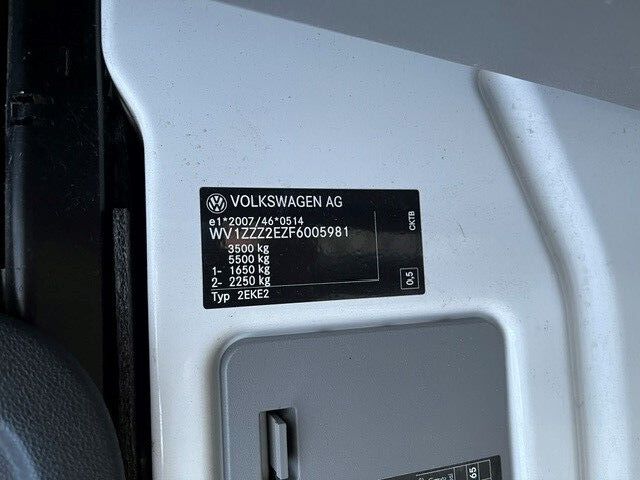 VOLKSWAGEN AG
e1*2007/46*0514
WV1ZZZ2EZF6005981
3500 kg
5500 kg
1- 1650 kg
2- 2250 kg
Typ 2EKE2
CKTB
0,5
65